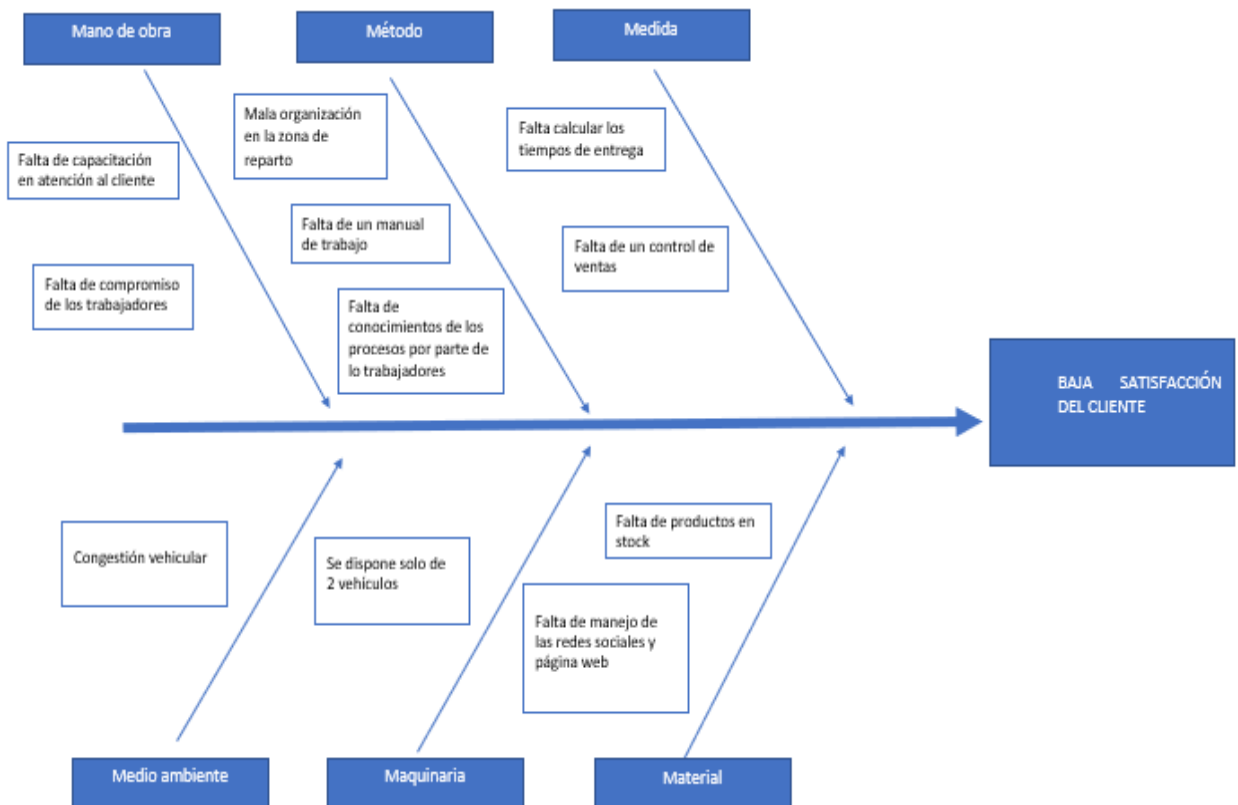 Mano de obra
Método
Medida
Mala organización
en la zona de
reparto
Falta calcular los
tiempos de entrega
Falta de capacitación
en atención al cliente
Falta de un manual
de trabajo
Falta de un control de
ventas
Falta de compromiso
de los trabajadores
Falta de
conocimientos de los
procesos por parte de
lo trabajadores
BAJA SATISFACCIÓN
DEL CLIENTE
Congestión vehicular
Se dispone solo de
2 vehículos
Falta de productos en
stock
Falta de manejo de
las redes sociales y
página web
Medio ambiente
Maquinaria
Material